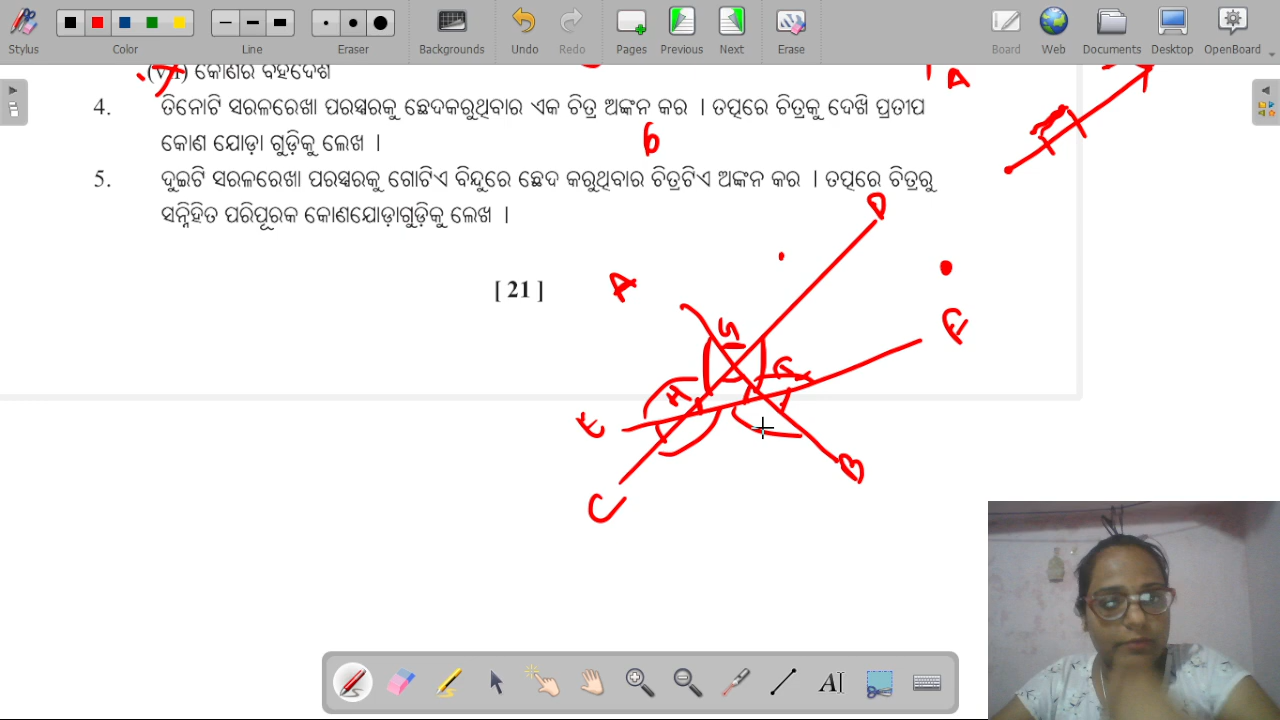 Stylus Color Line Eraser Backgrounds Undo Redo Pages Previous Next Erase Board Web Documents Desktop OpenBoard
କୋଣର ବହିର୍ଦେଶ
A
4. ତିନୋଟି ସରଳରେଖା ପରସ୍ପରକୁ ଛେଦକରୁଥିବାର ଏକ ଚିତ୍ର ଅଙ୍କନ କର । ତତ୍ପରେ ଚିତ୍ରକୁ ଦେଖି ପ୍ରତୀପ
କୋଣ ଯୋଡ଼ା ଗୁଡ଼ିକୁ ଲେଖ ।
6
5. ଦୁଇଟି ସରଳରେଖା ପରସ୍ପରକୁ ଗୋଟିଏ ବିନ୍ଦୁରେ ଛେଦ କରୁଥିବାର ଚିତ୍ରଟିଏ ଅଙ୍କନ କର । ତତ୍ପରେ ଚିତ୍ରରୁ
ସନ୍ନିହିତ ପରିପୂରକ କୋଣଯୋଡ଼ାଗୁଡ଼ିକୁ ଲେଖ ।
D
A
[ 21 ]
F
G
H
E
B
C
AI